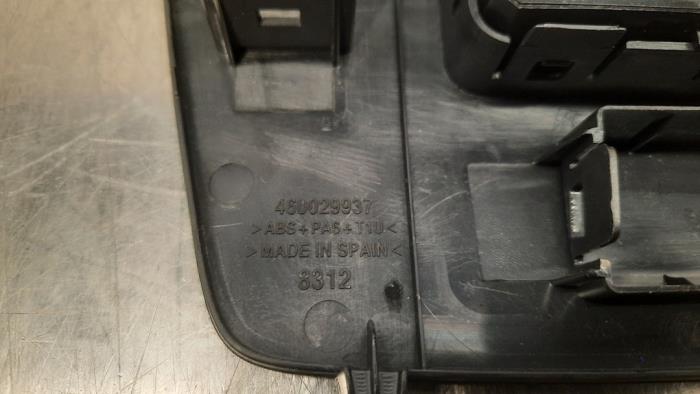 460029937
>ABS+PA6+T10<
>MADE IN SPAIN<
8312